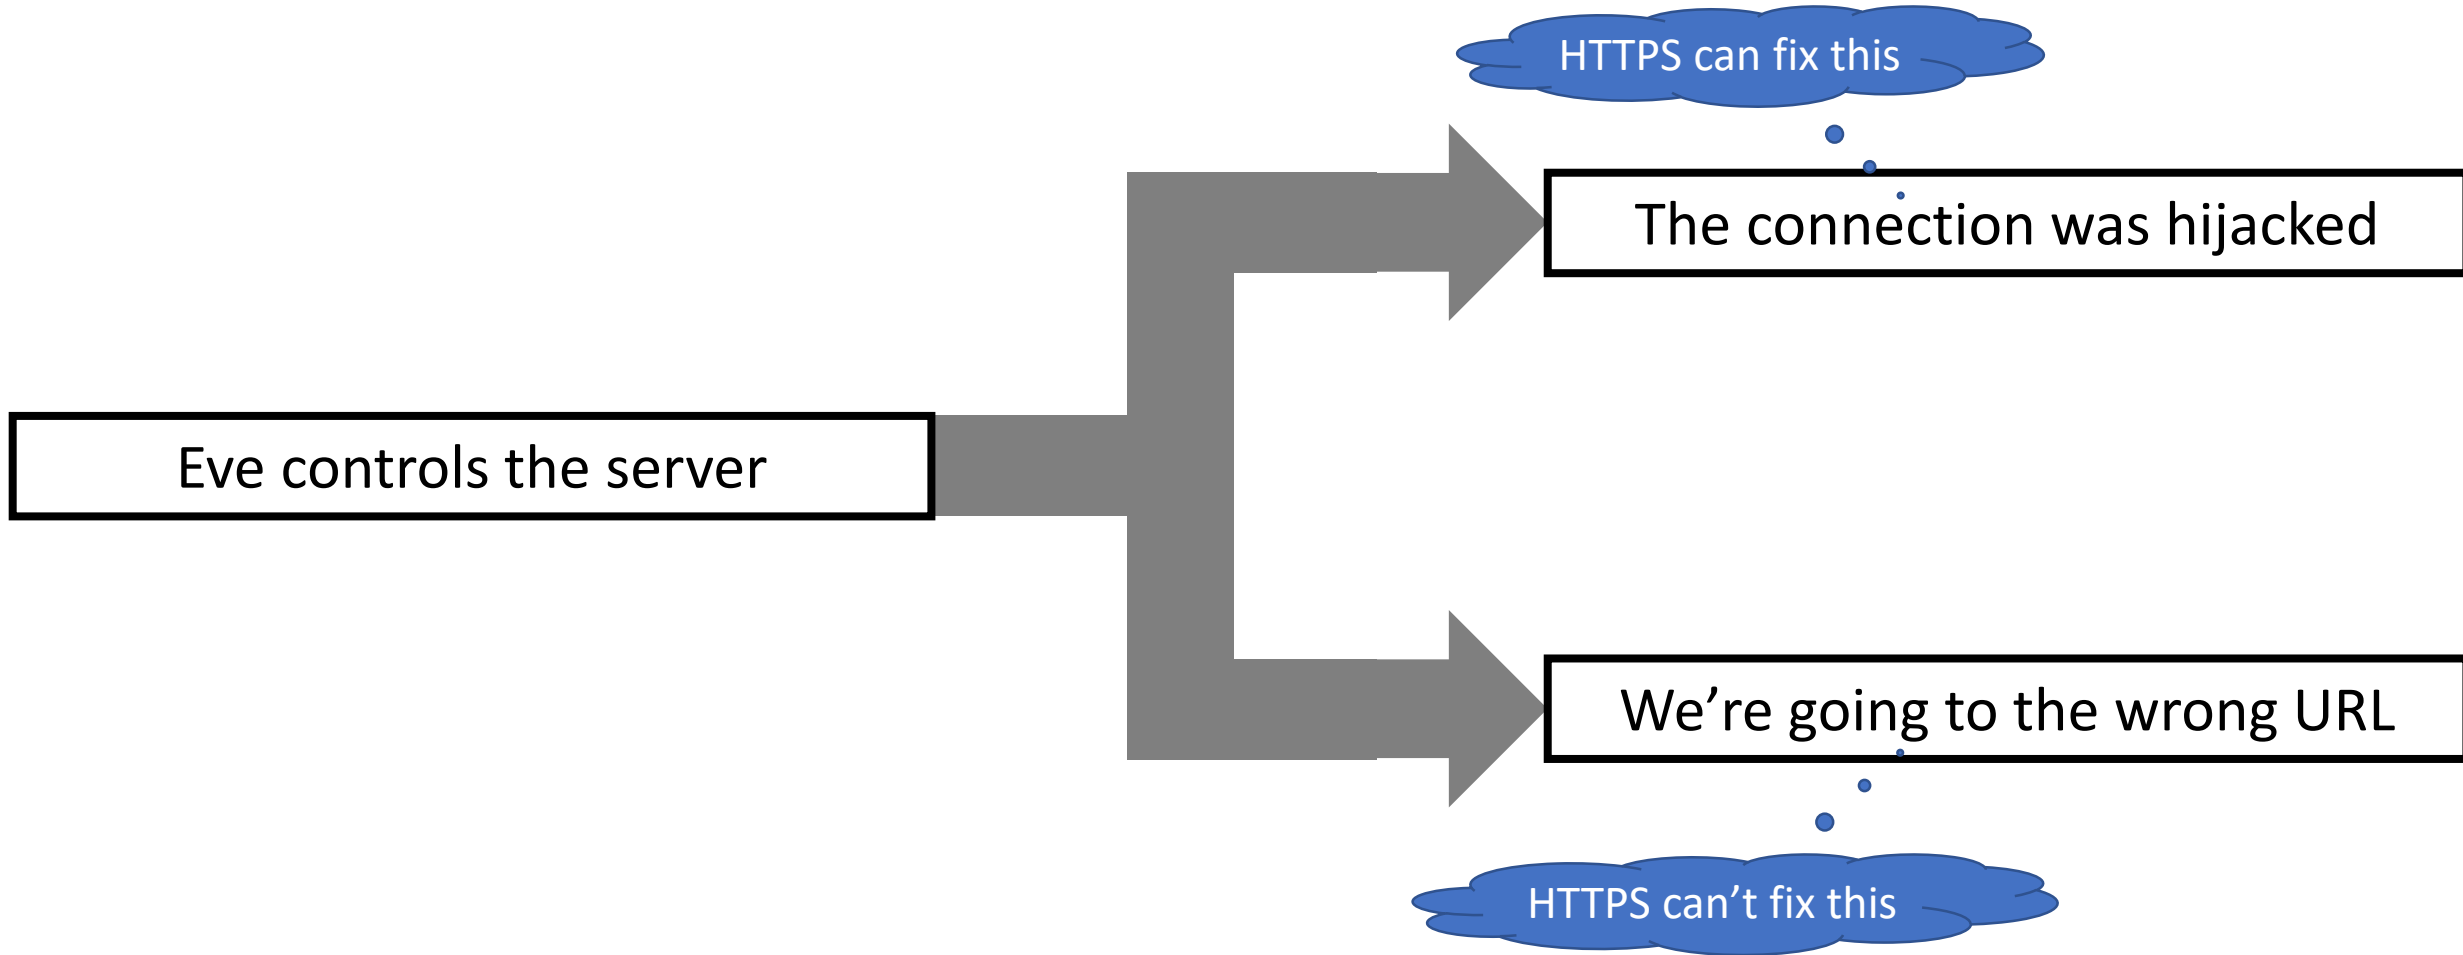 HTTPS can fix this
The connection was hijacked
Eve controls the server
We’re going to the wrong URL
HTTPS can’t fix this